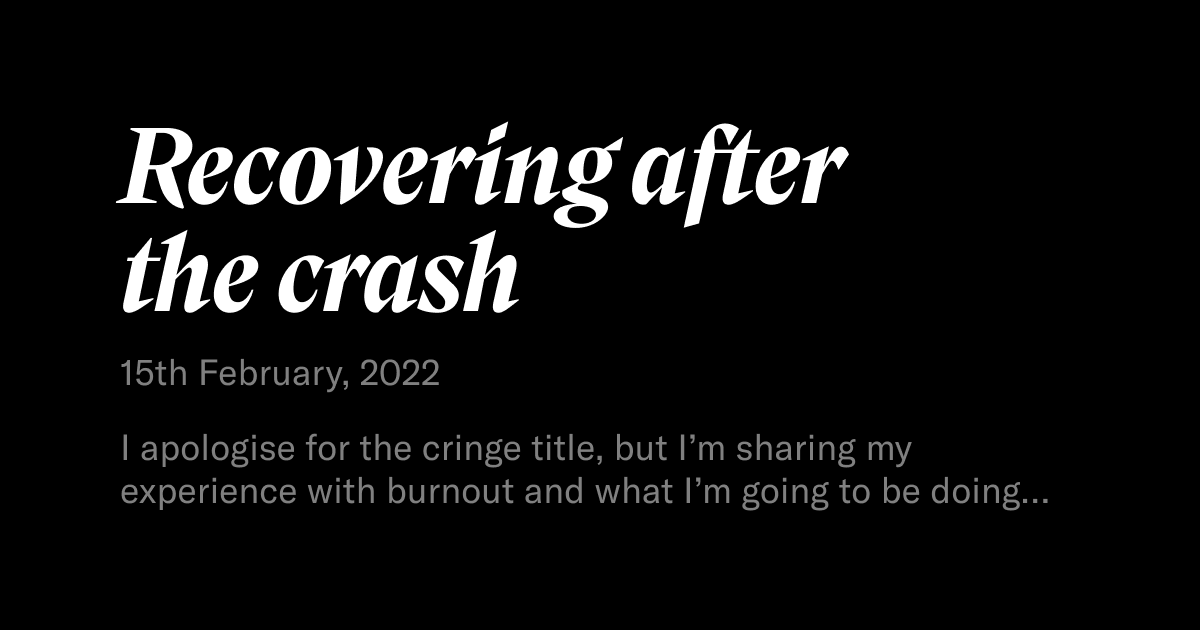 Recovering after
the crash
15th February, 2022
I apologise for the cringe title, but I’m sharing my
experience with burnout and what I’m going to be doing...